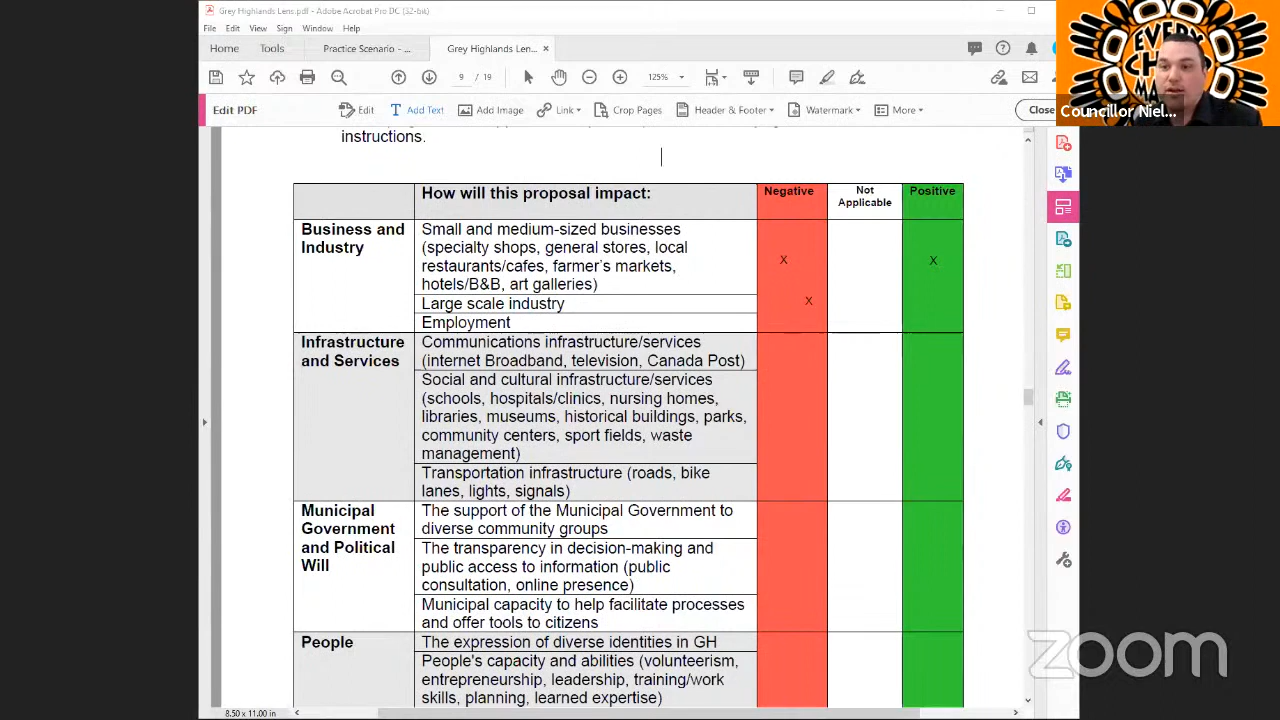 Grey Highlands Lens.pdf - Adobe Acrobat Pro DC (32-bit)
File Edit View Sign Window Help
Home Tools Practice Scenario - ... Grey Highlands Len... ×
9 / 19 125%
Edit PDF Edit Add Text Add Image Link Crop Pages Header & Footer Watermark More Close
EVERY
Councillor Niel...
instructions.
How will this proposal impact: Negative Not Applicable Positive
Business and Industry
Small and medium-sized businesses
(specialty shops, general stores, local
restaurants/cafes, farmer's markets,
hotels/B&B, art galleries)
X X
Large scale industry
X
Employment
Infrastructure and Services
Communications infrastructure/services
(internet Broadband, television, Canada Post)
Social and cultural infrastructure/services
(schools, hospitals/clinics, nursing homes,
libraries, museums, historical buildings, parks,
community centers, sport fields, waste
management)
Transportation infrastructure (roads, bike
lanes, lights, signals)
Municipal Government and Political Will
The support of the Municipal Government to
diverse community groups
The transparency in decision-making and
public access to information (public
consultation, online presence)
Municipal capacity to help facilitate processes
and offer tools to citizens
People
The expression of diverse identities in GH
People's capacity and abilities (volunteerism,
entrepreneurship, leadership, training/work
skills, planning, learned expertise)
8.50 x 11.00 in
zoom